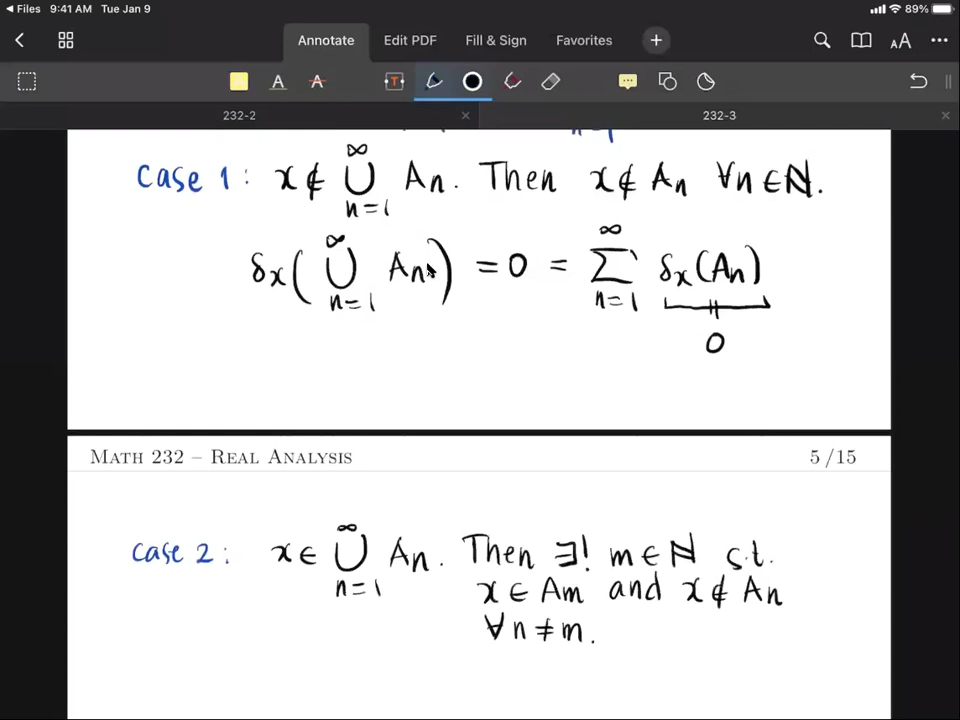 Files 9:41 AM Tue Jan 9 89%
Annotate Edit PDF Fill & Sign Favorites
232-2 232-3
n=1
Case 1: x ∉ ⋃_{n=1}^{∞} An. Then x ∉ An ∀n ∈ ℕ.
δx(⋃_{n=1}^{∞} An) = 0 = ∑_{n=1}^{∞} δx(An)
0
MATH 232 – REAL ANALYSIS 5 / 15
Case 2: x ∈ ⋃_{n=1}^{∞} An. Then ∃! m ∈ ℕ s.t.
x ∈ Am and x ∉ An
∀n ≠ m.